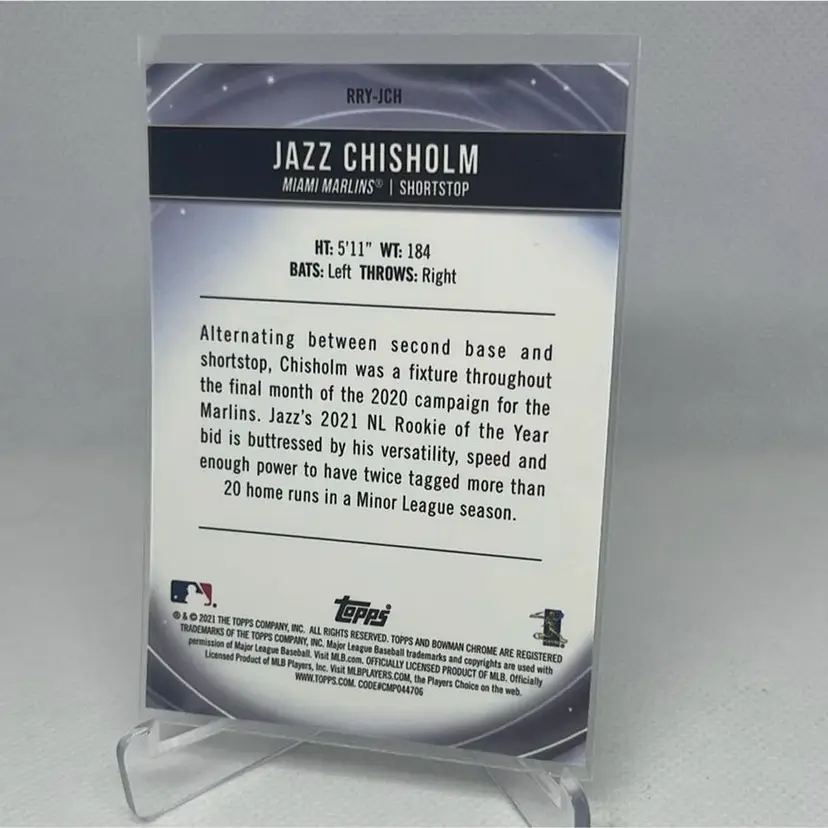 RRY-JCH
JAZZ CHISHOLM
MIAMI MARLINS® | SHORTSTOP
HT: 5'11" WT: 184
BATS: Left THROWS: Right
Alternating between second base and
shortstop, Chisholm was a fixture throughout
the final month of the 2020 campaign for the
Marlins. Jazz's 2021 NL Rookie of the Year
bid is buttressed by his versatility, speed and
enough power to have twice tagged more than
20 home runs in a Minor League season.
topps
® & © 2021 THE TOPPS COMPANY, INC. ALL RIGHTS RESERVED. TOPPS AND BOWMAN CHROME ARE REGISTERED
TRADEMARKS OF THE TOPPS COMPANY, INC. Major League Baseball trademarks and copyrights are used with
permission of Major League Baseball. Visit MLB.com. OFFICIALLY LICENSED PRODUCT OF MLB. Officially
Licensed Product of MLB Players, Inc. Visit MLBPLAYERS.COM, the Players Choice on the web.
WWW.TOPPS.COM. CODE#CMP044706